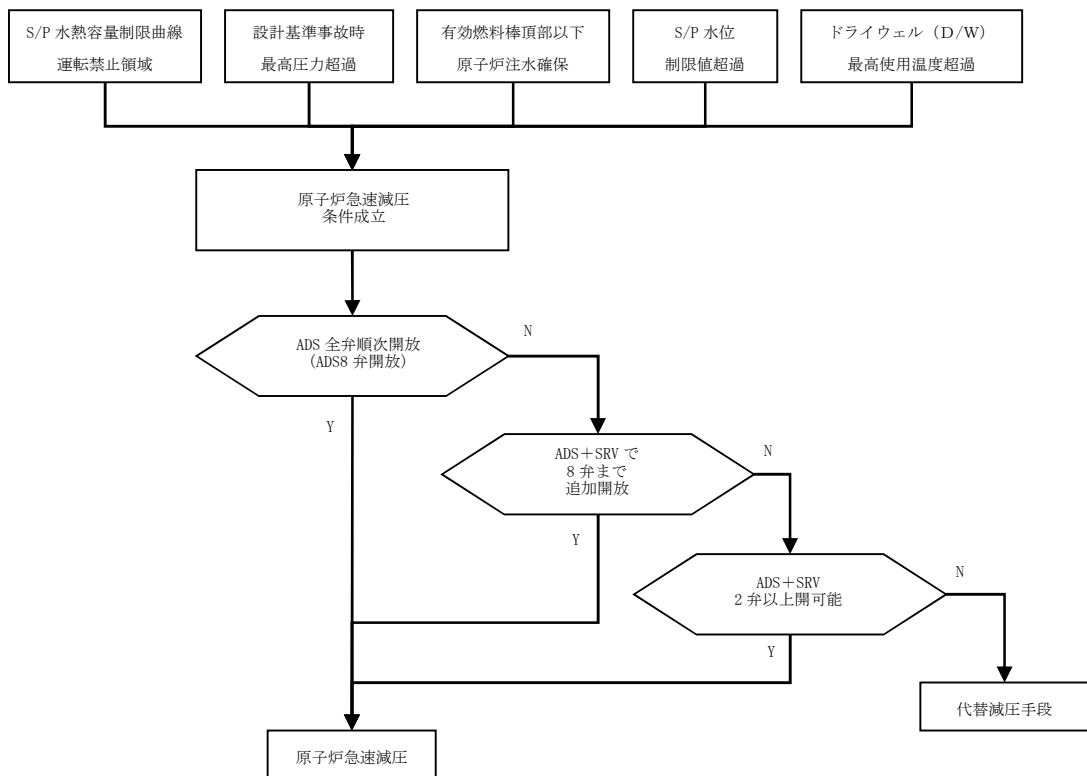 S/P 水熱容量制限曲線
運転禁止領域
設計基準事故時
最高圧力超過
有効燃料棒頂部以下
原子炉注水確保
S/P 水位
制限値超過
ドライウェル（D/W）
最高使用温度超過
原子炉急速減圧
条件成立
ADS 全弁順次開放
(ADS8 弁開放)
N
Y
ADS＋SRV で
8 弁まで
追加開放
N
Y
ADS＋SRV
2 弁以上開可能
N
Y
代替減圧手段
原子炉急速減圧